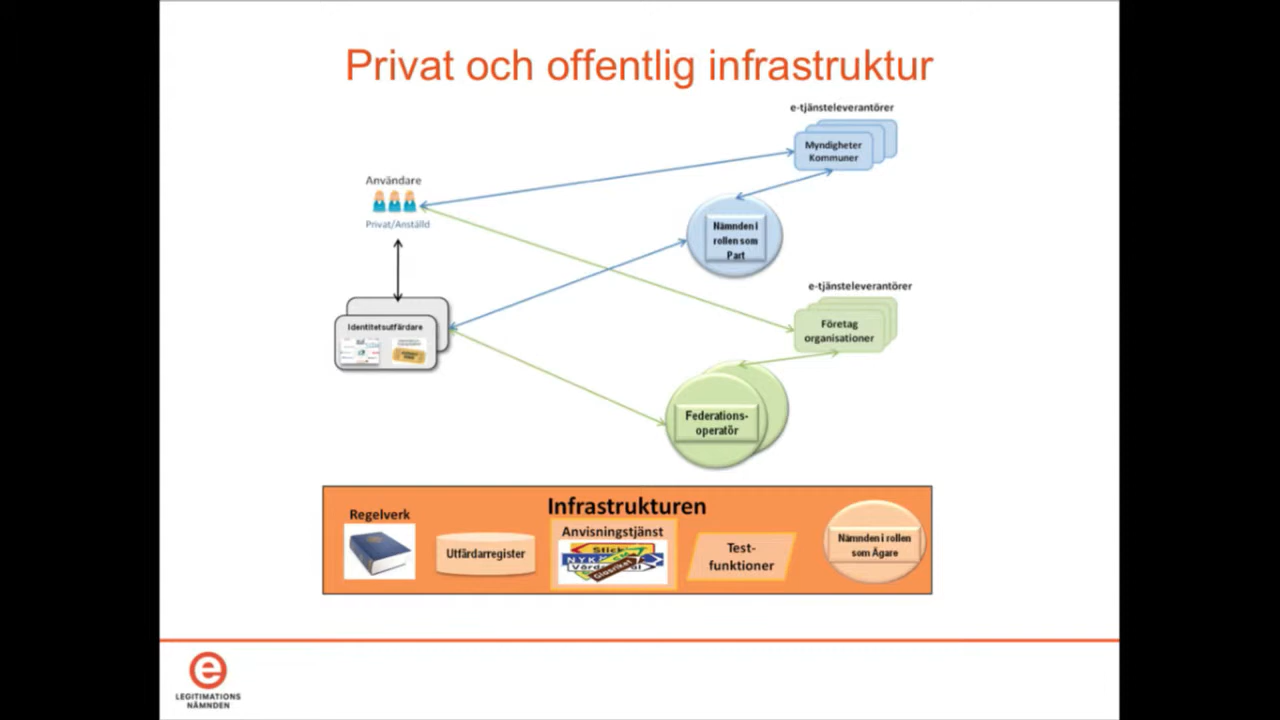 Privat och offentlig infrastruktur
e-tjänsteleverantörer
Myndigheter
Kommuner
Användare
Privat/Anställd
Nämnden i
rollen som
Part
e-tjänsteleverantörer
Företag
organisationer
Identitetsutfärdare
Federations-
operatör
Infrastrukturen
Regelverk
Utfärdarregister
Anvisningstjänst
Test-
funktioner
Nämnden i rollen
som Ägare
e
LEGITIMATIONS
NÄMNDEN